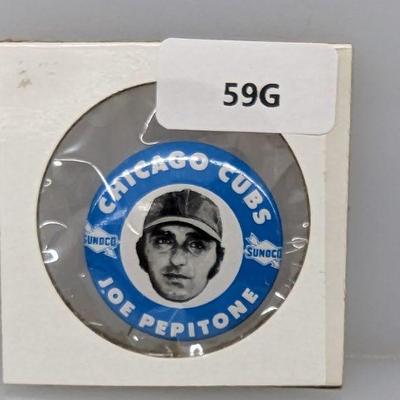 59G
CHICAGO CUBS
SUNOCO
SUNOCO
JOE PEPITONE